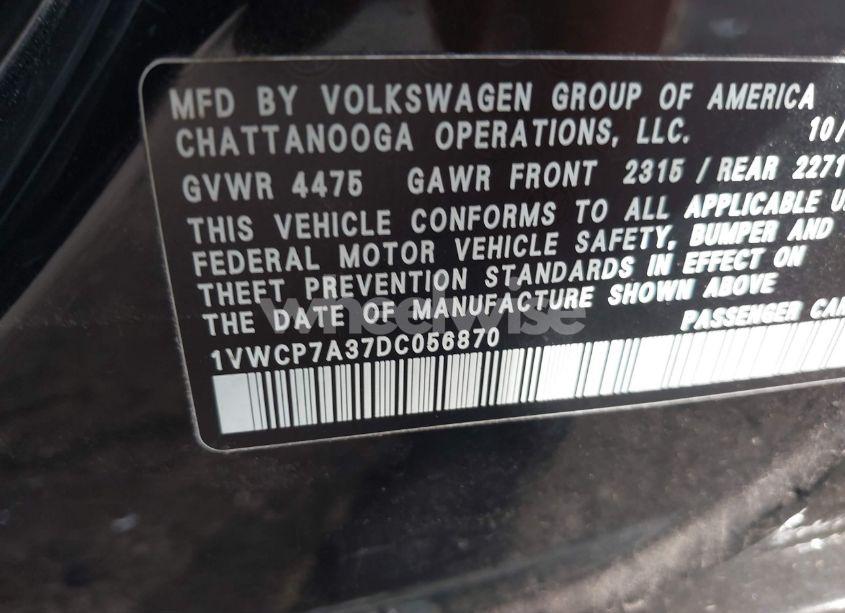 MFD BY VOLKSWAGEN GROUP OF AMERICA
CHATTANOOGA OPERATIONS, LLC. 10/
GVWR 4475 GAWR FRONT 2315 / REAR 2271
THIS VEHICLE CONFORMS TO ALL APPLICABLE U
FEDERAL MOTOR VEHICLE SAFETY, BUMPER AND
THEFT PREVENTION STANDARDS IN EFFECT ON
THE DATE OF MANUFACTURE SHOWN ABOVE
PASSENGER CAR
1VWCP7A37DC056870
wheelwise